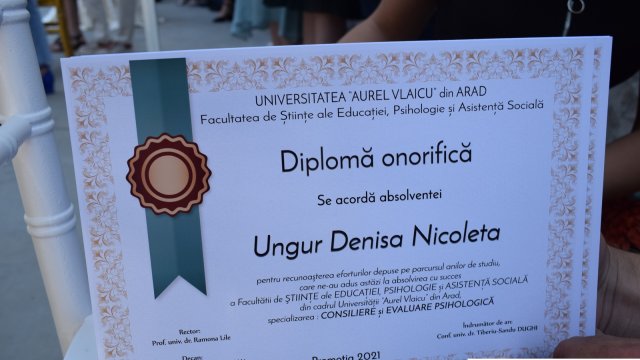 UNIVERSITATEA "AUREL VLAICU" din ARAD
Facultatea de Științe ale Educației, Psihologie și Asistență Socială
Diplomă onorifică
Se acordă absolventei
Ungur Denisa Nicoleta
pentru recunoașterea eforturilor depuse pe parcursul anilor de studiu,
care ne-au adus astăzi la absolvirea cu succes
a Facultății de ȘTIINȚE ale EDUCAȚIEI, PSIHOLOGIE și ASISTENȚĂ SOCIALĂ
din cadrul Universității "Aurel Vlaicu" din Arad,
specializarea : CONSILIERE și EVALUARE PSIHOLOGICĂ
Rector:
Prof. univ. dr. Ramona Lile
Îndrumător de an:
Conf. univ. dr. Tiberiu-Sandu DUGHI
Decan:
Promoția 2021